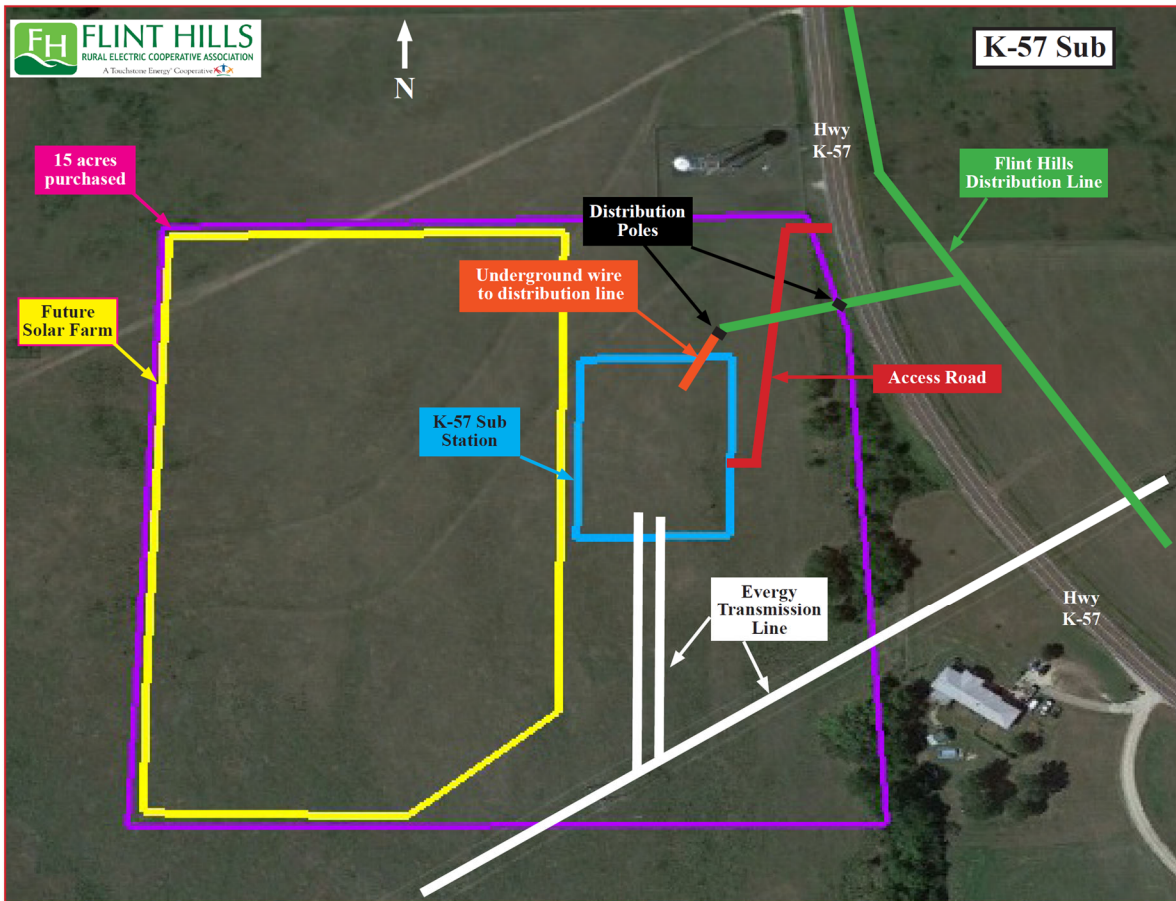 FH
FLINT HILLS
RURAL ELECTRIC COOPERATIVE ASSOCIATION
A Touchstone Energy® Cooperative
N
K-57 Sub
Hwy
K-57
15 acres
purchased
Flint Hills
Distribution Line
Distribution
Poles
Underground wire
to distribution line
Future
Solar Farm
Access Road
K-57 Sub
Station
Evergy
Transmission
Line
Hwy
K-57